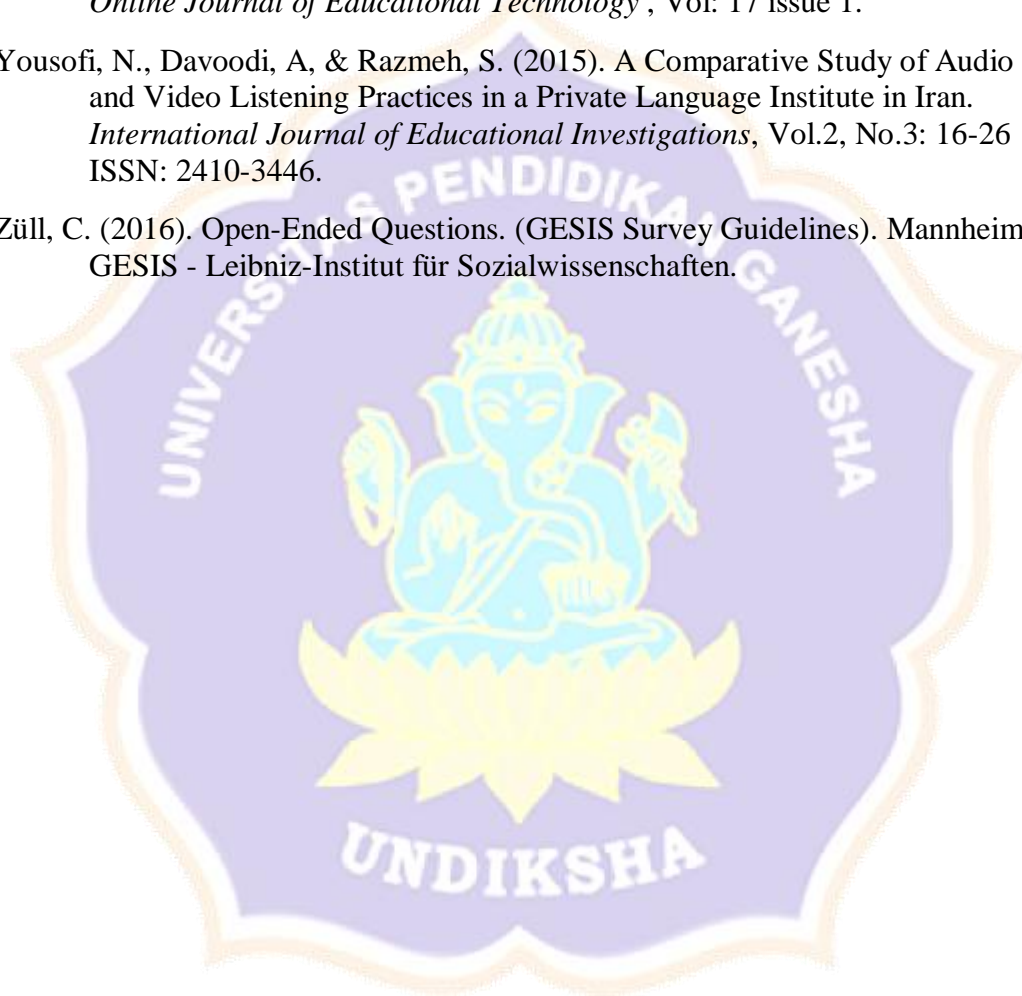 Online Journal of Educational Technology , Vol: 17 issue 1.
Yousofi, N., Davoodi, A, & Razmeh, S. (2015). A Comparative Study of Audio
and Video Listening Practices in a Private Language Institute in Iran.
International Journal of Educational Investigations, Vol.2, No.3: 16-26
ISSN: 2410-3446.
Züll, C. (2016). Open-Ended Questions. (GESIS Survey Guidelines). Mannheim
GESIS - Leibniz-Institut für Sozialwissenschaften.
UNIVERSITAS PENDIDIKAN GANESHA
UNDIKSHA